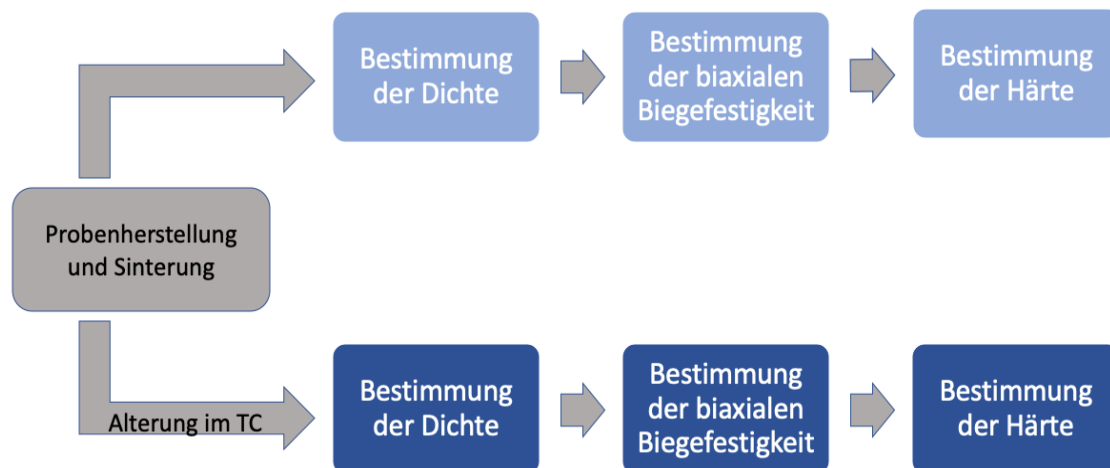 Bestimmung
der Dichte
Bestimmung
der biaxialen
Biegefestigkeit
Bestimmung
der Härte
Probenherstellung
und Sinterung
Alterung im TC
Bestimmung
der Dichte
Bestimmung
der biaxialen
Biegefestigkeit
Bestimmung
der Härte